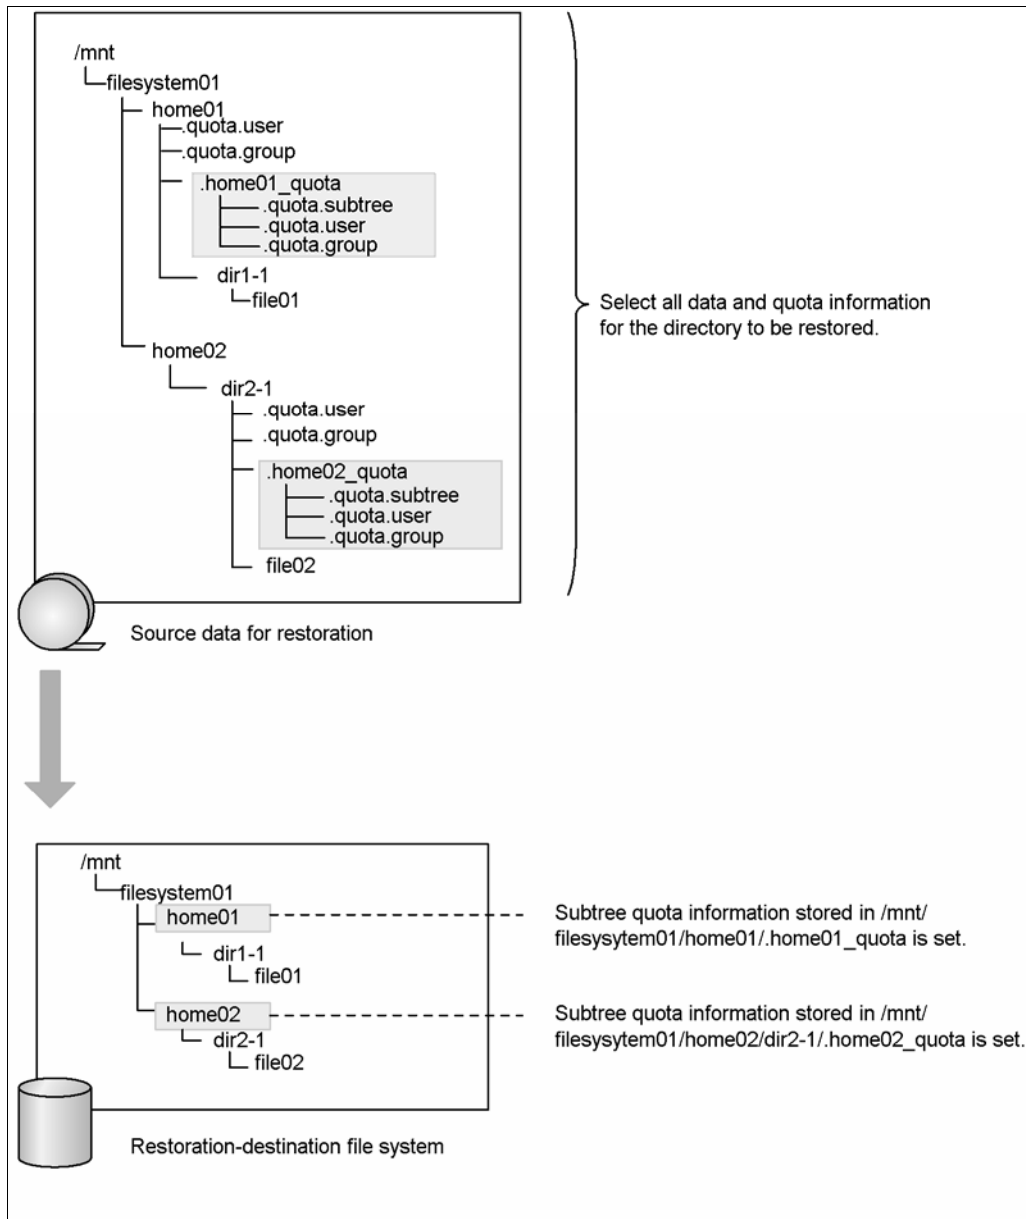 /mnt
filesystem01
home01
.quota.user
.quota.group
.home01_quota
.quota.subtree
.quota.user
.quota.group
dir1-1
file01
home02
dir2-1
.quota.user
.quota.group
.home02_quota
.quota.subtree
.quota.user
.quota.group
file02
Select all data and quota information
for the directory to be restored.
Source data for restoration
/mnt
filesystem01
home01
dir1-1
file01
home02
dir2-1
file02
Subtree quota information stored in /mnt/
filesysytem01/home01/.home01_quota is set.
Subtree quota information stored in /mnt/
filesysytem01/home02/dir2-1/.home02_quota is set.
Restoration-destination file system